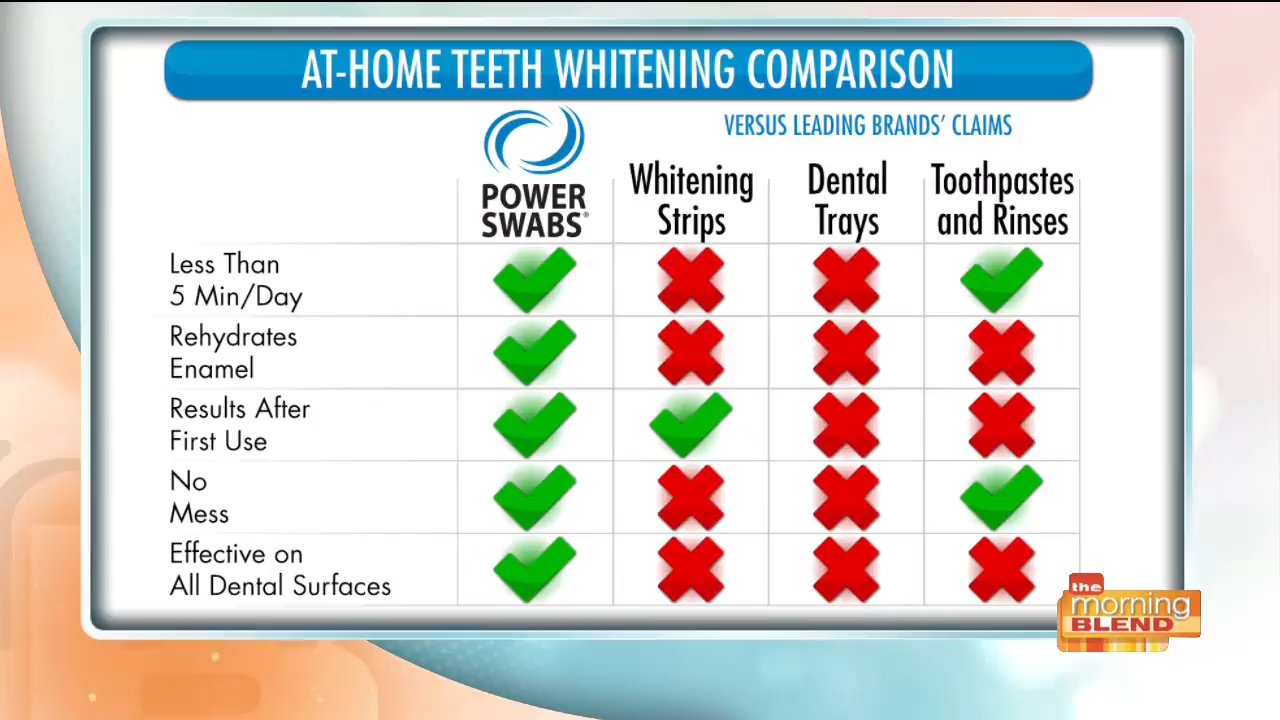 AT-HOME TEETH WHITENING COMPARISON
VERSUS LEADING BRANDS' CLAIMS
POWER
SWABS®
Whitening
Strips
Dental
Trays
Toothpastes
and Rinses
Less Than
5 Min/Day
Rehydrates
Enamel
Results After
First Use
No
Mess
Effective on
All Dental Surfaces
the
morning
BLEND